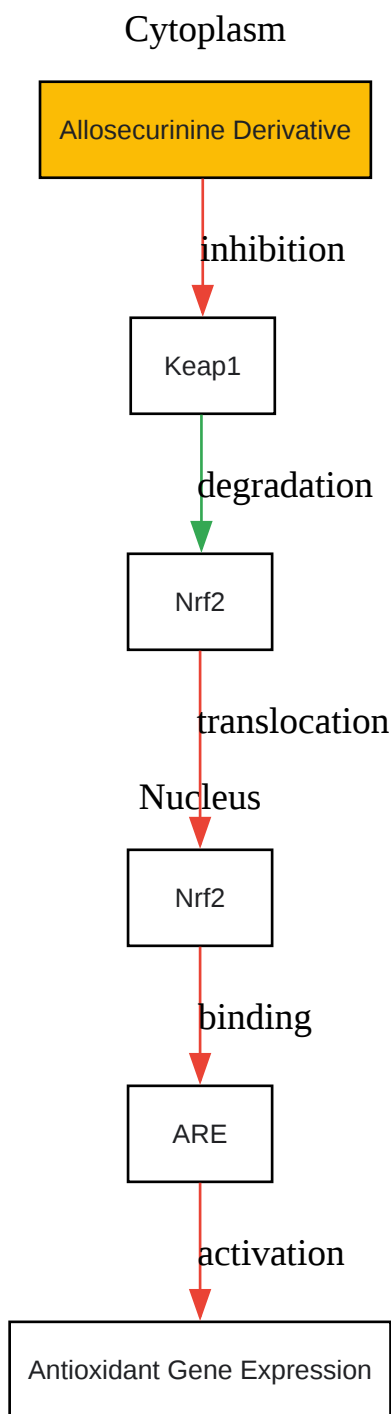 Cytoplasm
Allosecurinine Derivative
inhibition
Keap1
degradation
Nrf2
translocation
Nucleus
Nrf2
binding
ARE
activation
Antioxidant Gene Expression